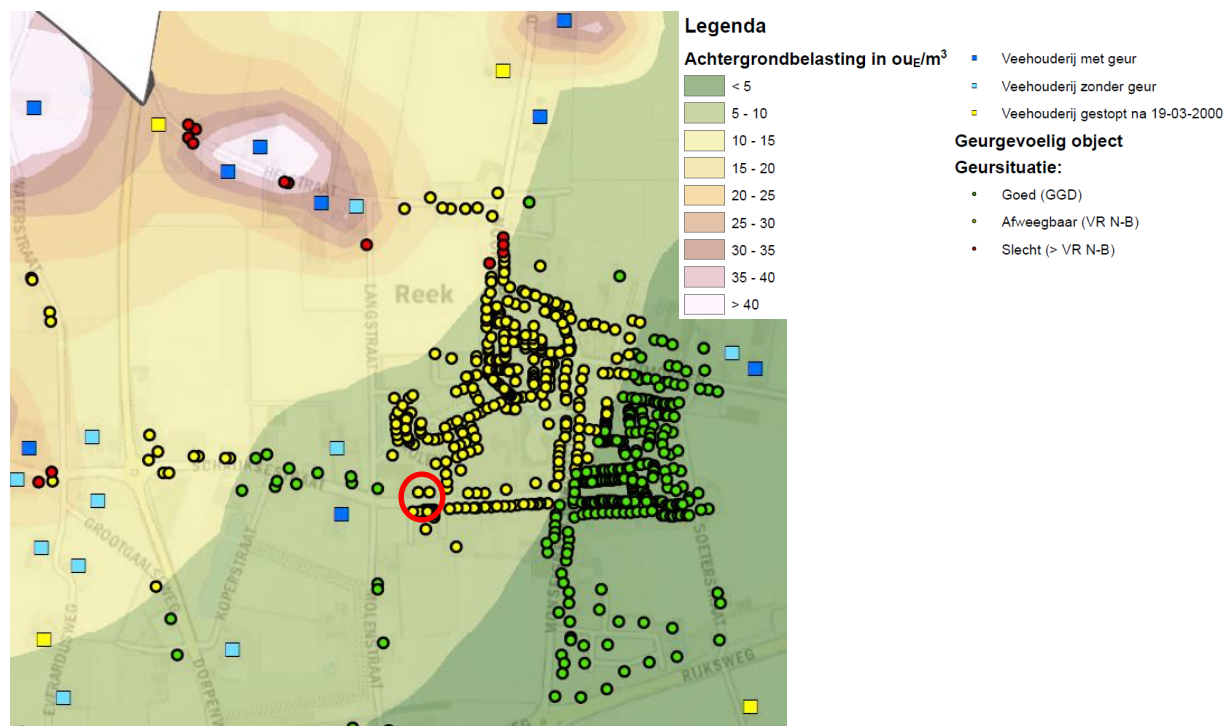 Legenda
Achtergrondbelasting in ouE/m3
< 5
5 - 10
10 - 15
15 - 20
20 - 25
25 - 30
30 - 35
35 - 40
> 40
Veehouderij met geur
Veehouderij zonder geur
Veehouderij gestopt na 19-03-2000
Geurgevoelig object
Geursituatie:
Goed (GGD)
Afweegbaar (VR N-B)
Slecht (> VR N-B)
WATERSTRAAT
Reek
LANGSTRAAT
GROOTGAALSEWEG
KOPEPSTRAAT
MOLENSTRAAT
SOETERSTRAAT
EVERARDUSWEG
RIJKSWEG